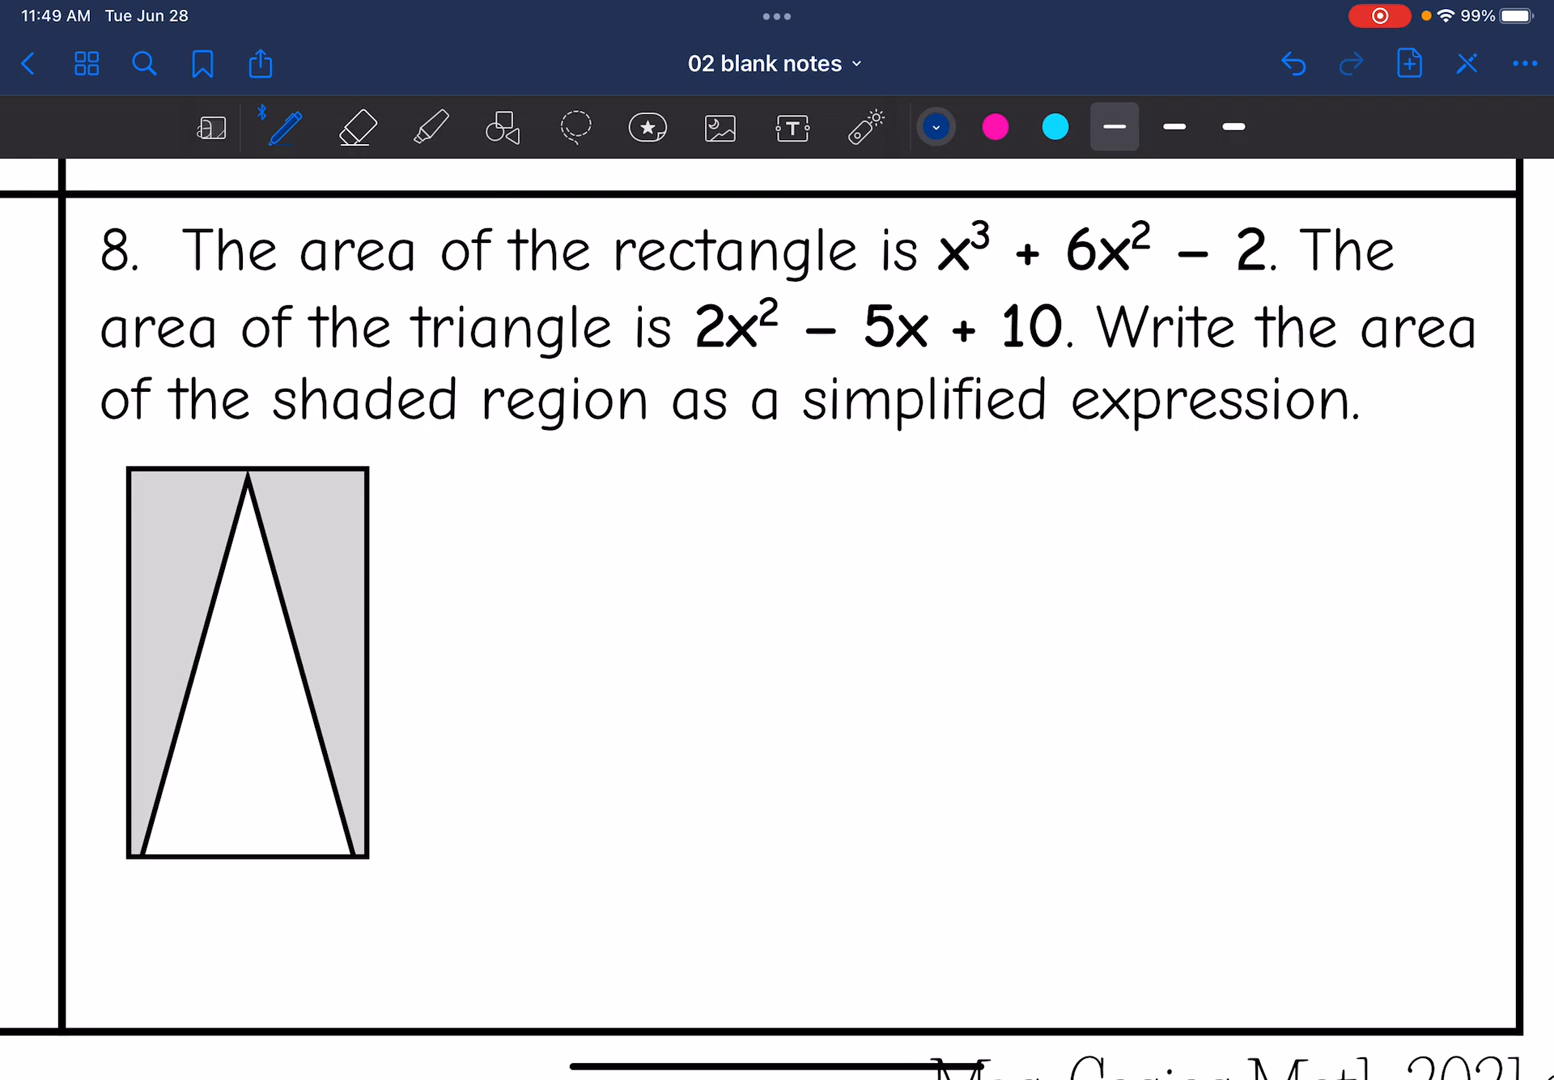 11:49 AM Tue Jun 28
99%
02 blank notes
T
8. The area of the rectangle is x³ + 6x² – 2. The
area of the triangle is 2x² – 5x + 10. Write the area
of the shaded region as a simplified expression.